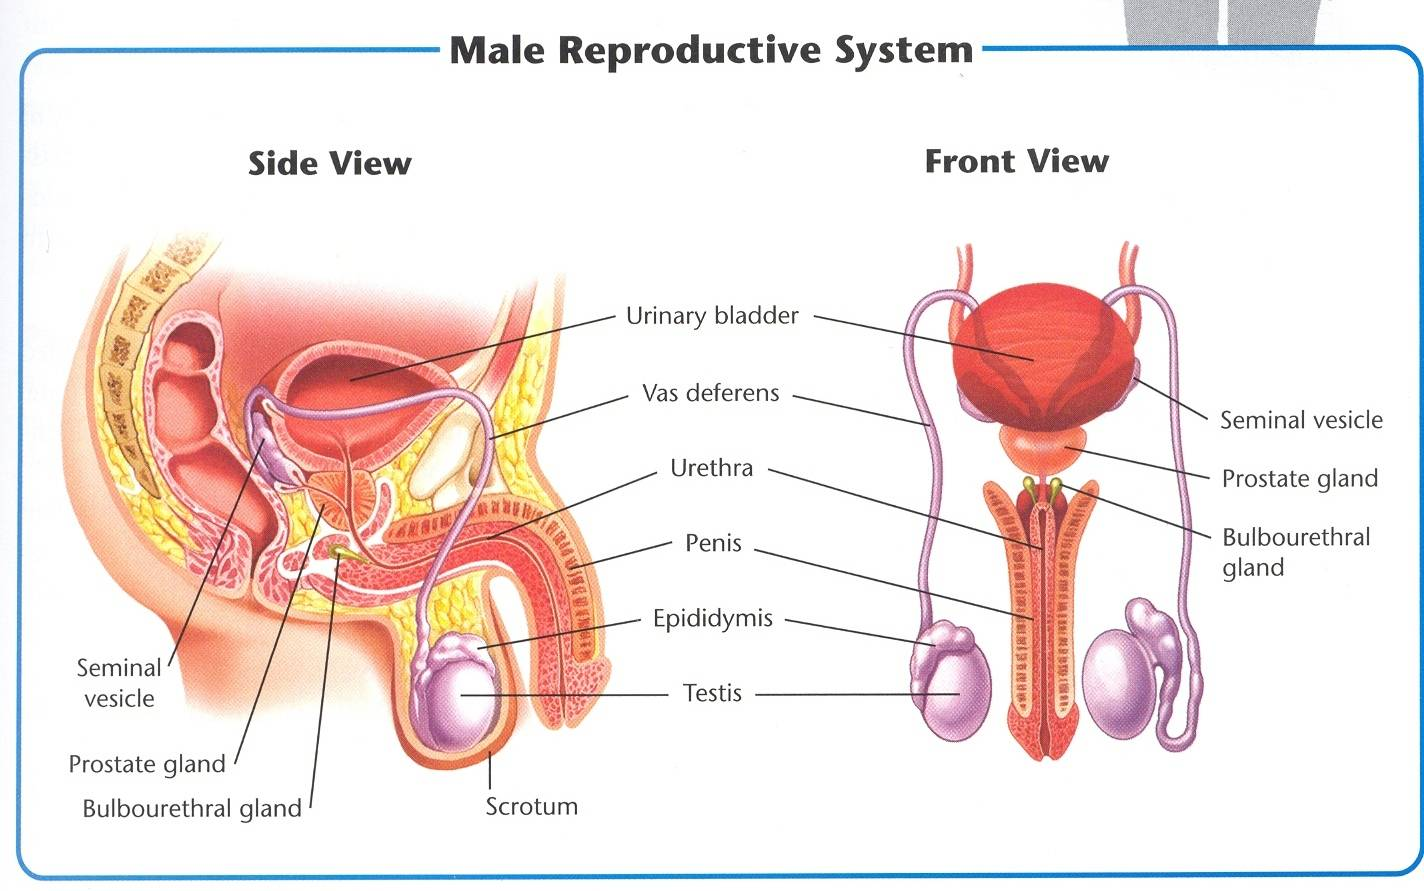 Male Reproductive System
Side View
Front View
Urinary bladder
Vas deferens
Urethra
Penis
Epididymis
Testis
Seminal
vesicle
Prostate gland
Bulbourethral gland
Scrotum
Seminal vesicle
Prostate gland
Bulbourethral
gland